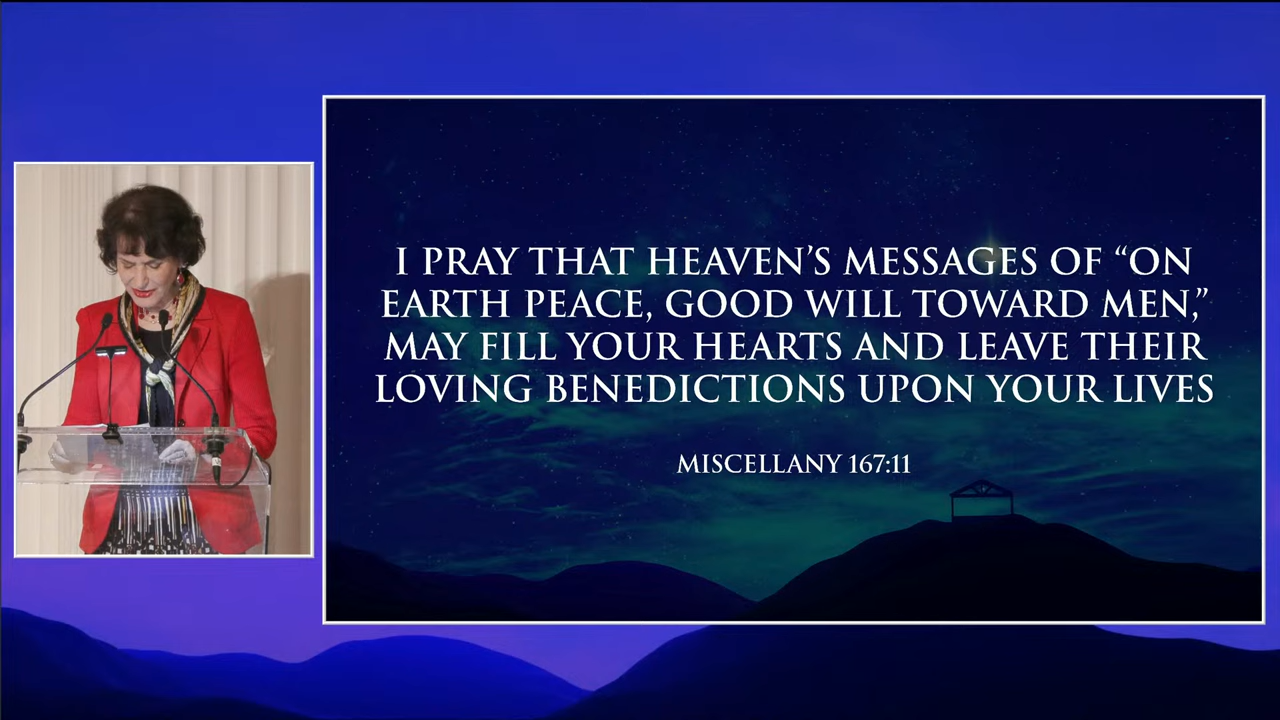 I PRAY THAT HEAVEN’S MESSAGES OF “ON
EARTH PEACE, GOOD WILL TOWARD MEN,”
MAY FILL YOUR HEARTS AND LEAVE THEIR
LOVING BENEDICTIONS UPON YOUR LIVES
MISCELLANY 167:11